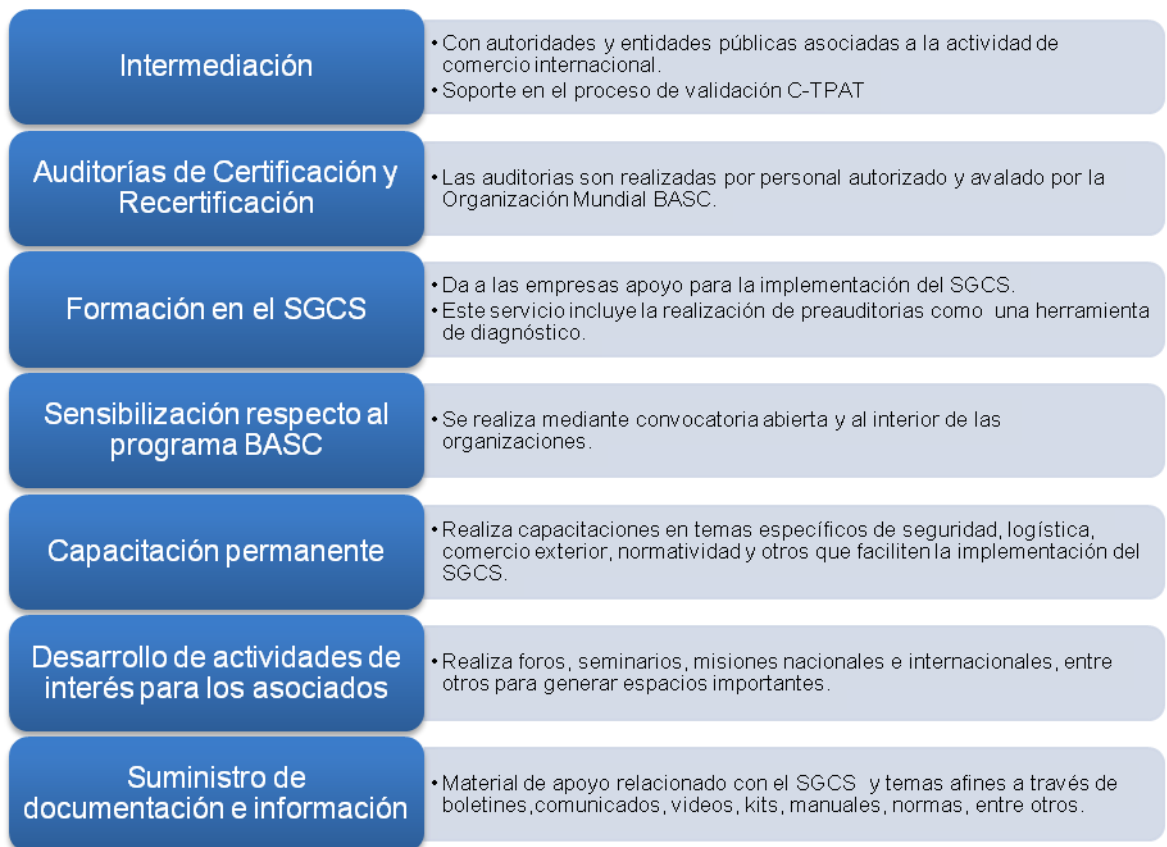 Intermediación
• Con autoridades y entidades públicas asociadas a la actividad de
comercio internacional.
• Soporte en el proceso de validación C-TPAT
Auditorías de Certificación y
Recertificación
• Las auditorias son realizadas por personal autorizado y avalado por la
Organización Mundial BASC.
Formación en el SGCS
• Da a las empresas apoyo para la implementación del SGCS.
• Este servicio incluye la realización de preauditorias como una herramienta
de diagnóstico.
Sensibilización respecto al
programa BASC
• Se realiza mediante convocatoria abierta y al interior de las
organizaciones.
Capacitación permanente
• Realiza capacitaciones en temas específicos de seguridad, logística,
comercio exterior, normatividad y otros que faciliten la implementación del
SGCS.
Desarrollo de actividades de
interés para los asociados
• Realiza foros, seminarios, misiones nacionales e internacionales, entre
otros para generar espacios importantes.
Suministro de
documentación e información
• Material de apoyo relacionado con el SGCS y temas afines a través de
boletines,comunicados, videos, kits, manuales, normas, entre otros.